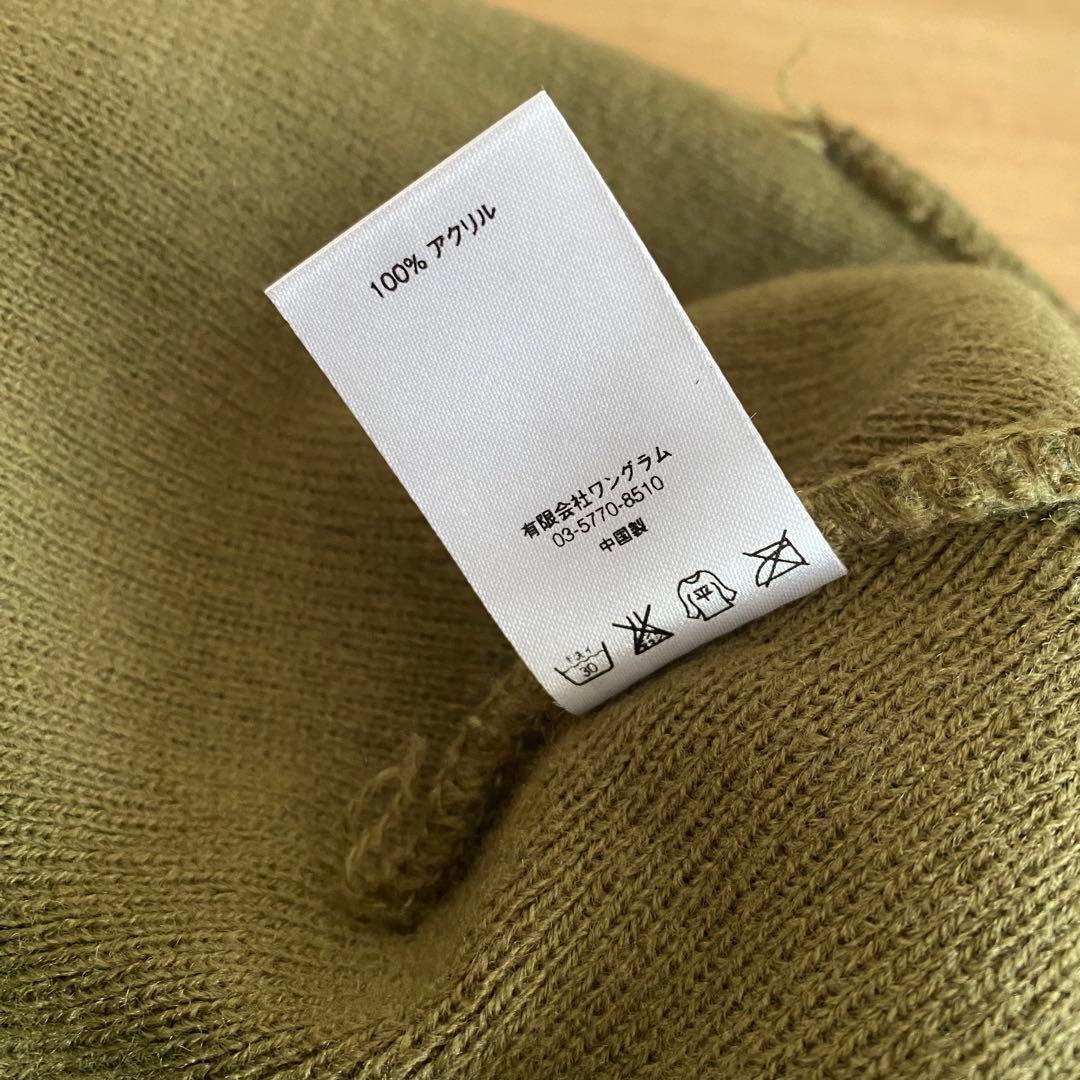 100% アクリル
有限会社ワングラム
03-5770-8510
中国製
平
30